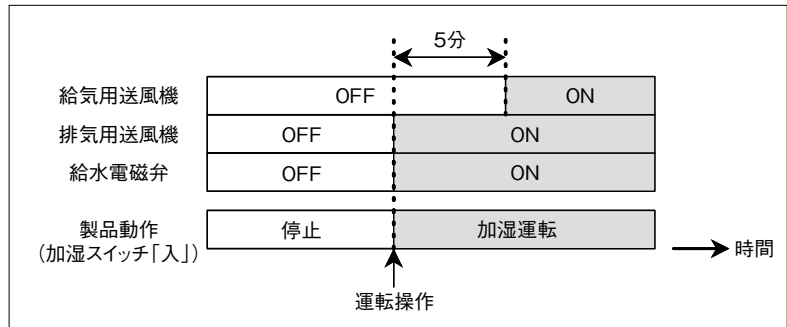 5分
給気用送風機 OFF ON
排気用送風機 OFF ON
給水電磁弁 OFF ON
製品動作
(加湿スイッチ「入」)
停止 加湿運転
時間
運転操作